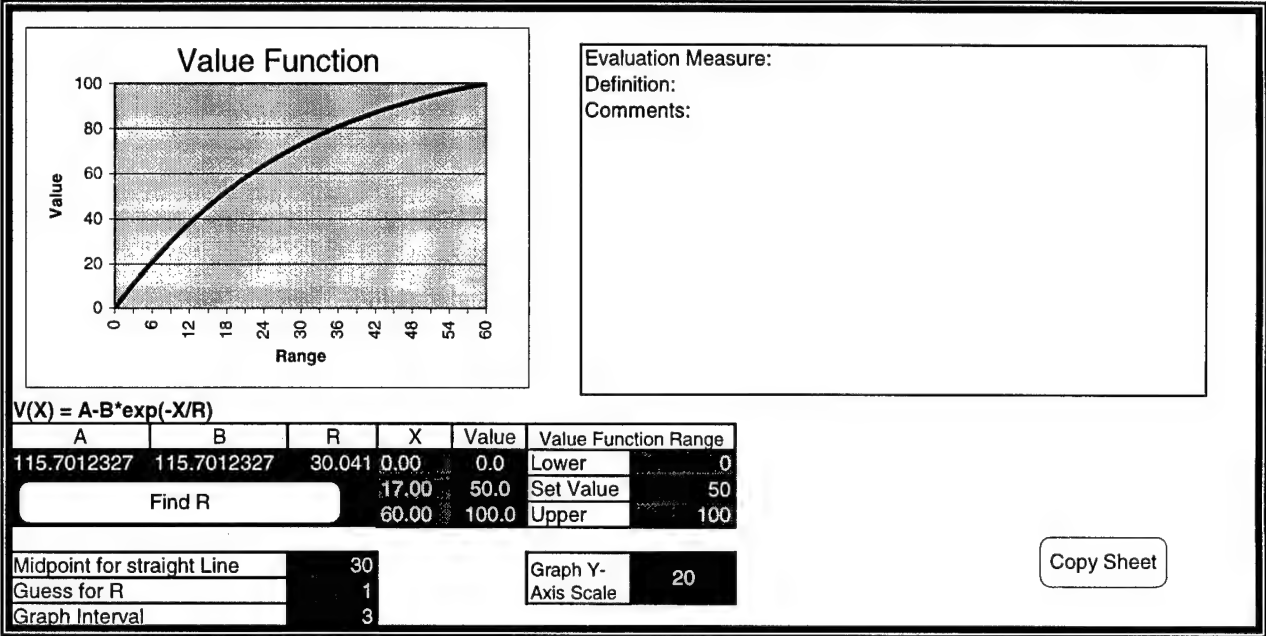 Value Function
100
80
60
40
20
0
Value
0 6 12 18 24 30 36 42 48 54 60
Range
Evaluation Measure:
Definition:
Comments:
V(X) = A-B*exp(-X/R)
A B R X Value Value Function Range
115.7012327 115.7012327 30.041 0.00 0.0 Lower 0
Find R 17.00 50.0 Set Value 50
60.00 100.0 Upper 100
Midpoint for straight Line 30
Guess for R 1
Graph Interval 3
Graph Y-
Axis Scale
20
Copy Sheet